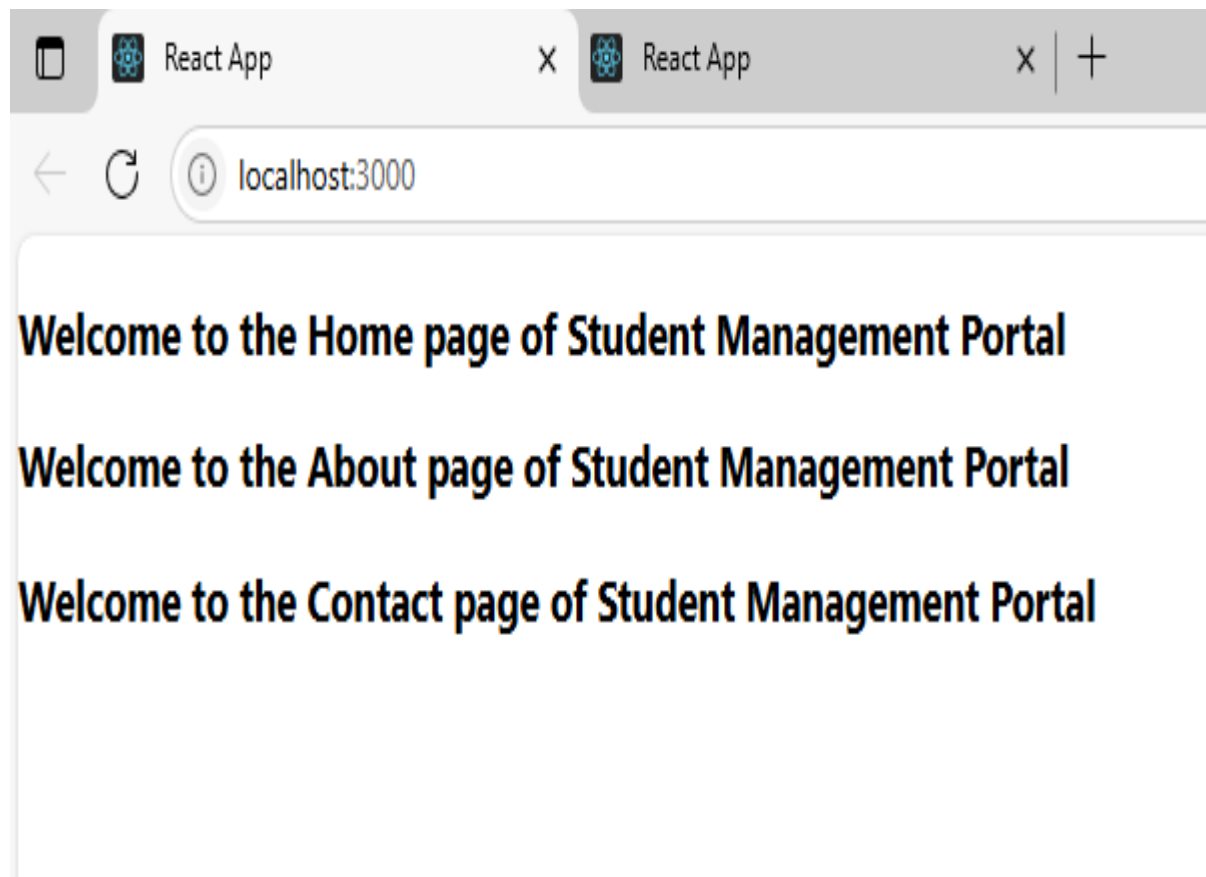 React App
React App
localhost:3000
Welcome to the Home page of Student Management Portal
Welcome to the About page of Student Management Portal
Welcome to the Contact page of Student Management Portal